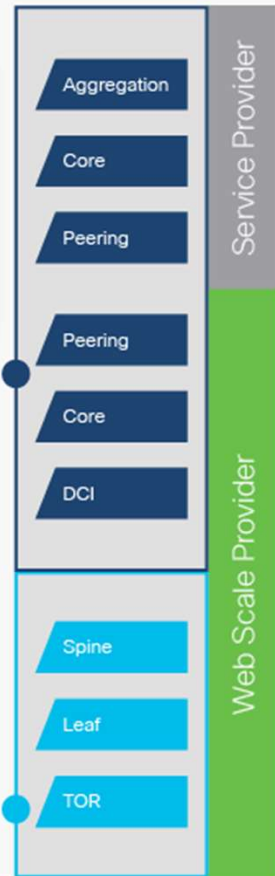 Aggregation
Core
Peering
Service Provider
Peering
Core
DCI
Spine
Leaf
TOR
Web Scale Provider